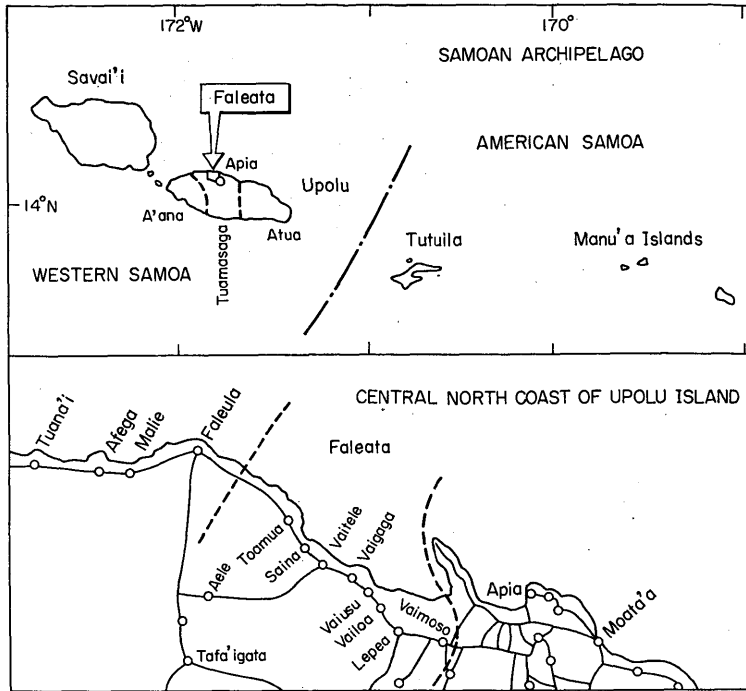 172°W
170°
Savai'i
SAMOAN ARCHIPELAGO
Faleata
AMERICAN SAMOA
Apia
Upolu
14°N
A'ana
Atua
Tuamasaga
Tutuila
Manu'a Islands
WESTERN SAMOA
CENTRAL NORTH COAST OF UPOLU ISLAND
Tuana'i
Afega
Malie
Faleula
Faleata
Toamua
Saina
Vaitele
Vaigaga
Aele
Vaiusu
Vailoa
Lepea
Vaimoso
Apia
Moata'a
Tafa'igata